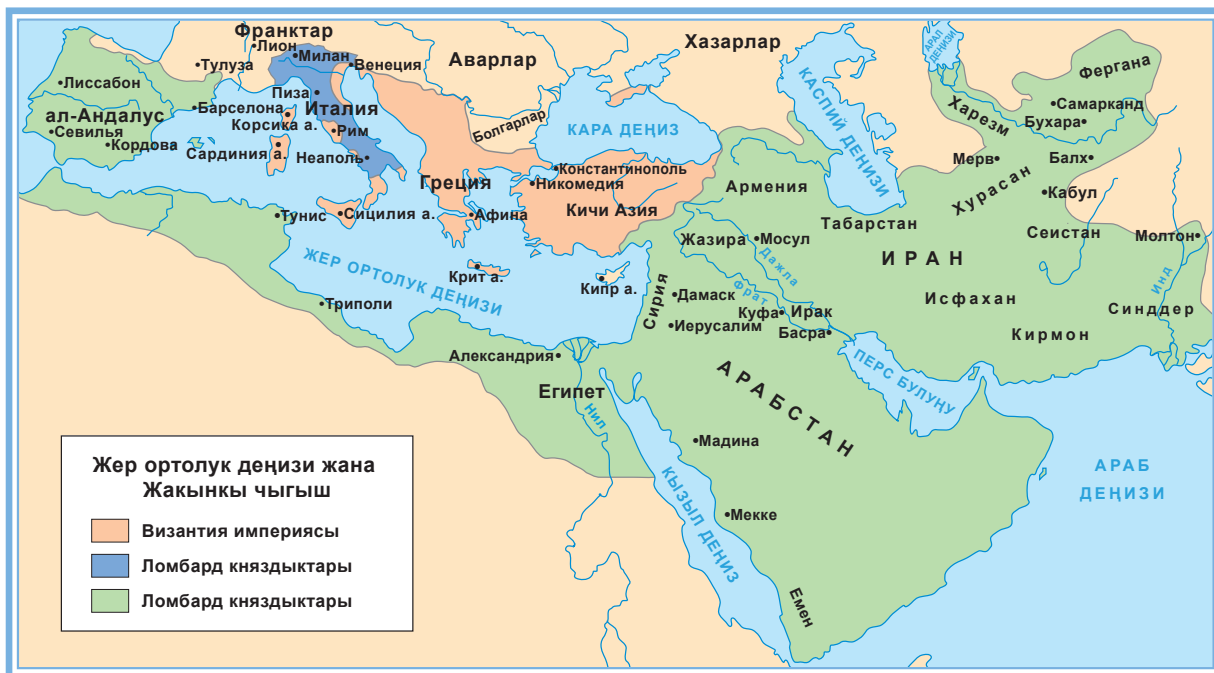 Франктар
•Лион
•Милан
•Тулуза
•Венеция
Аварлар
Хазарлар
АРАЛ
ДЕҢИЗИ
Фергана
•Лиссабон
Пиза•
•Барселона
Италия
ал-Андалус
Корсика а.
•Севилья
•Рим
Болгарлар
КАРА ДЕҢИЗ
КАСПИЙ ДЕҢИЗИ
Харезм
•Самарканд
Бухара•
•Кордова
Сардиния а.
Неаполь•
Мерв•
Балх•
•Константинополь
Греция
•Никомедия
Армения
Хурасан
•Кабул
•Тунис
•Сицилия а.
•Афина
Кичи Азия
Табарстан
Сеистан
Молтон•
Жазира
•Мосул
ИРАН
ЖЕР ОРТОЛУК ДЕҢИЗИ
Крит а.
Кипр а.
Сирия
Дажла
Фрат
Инд
•Дамаск
Исфахан
•Триполи
Куфа•
Ирак
Синддер
•Иерусалим
Басра•
Кирмон
Александрия•
ПЕРС БУЛУҢУ
АРАБСТАН
Египет
Нил
•Мадина
КЫЗЫЛ ДЕҢИЗ
АРАБ
ДЕҢИЗИ
•Мекке
Емен
Жер ортолук деңизи жана
Жакынкы чыгыш
Византия империясы
Ломбард княздыктары
Ломбард княздыктары